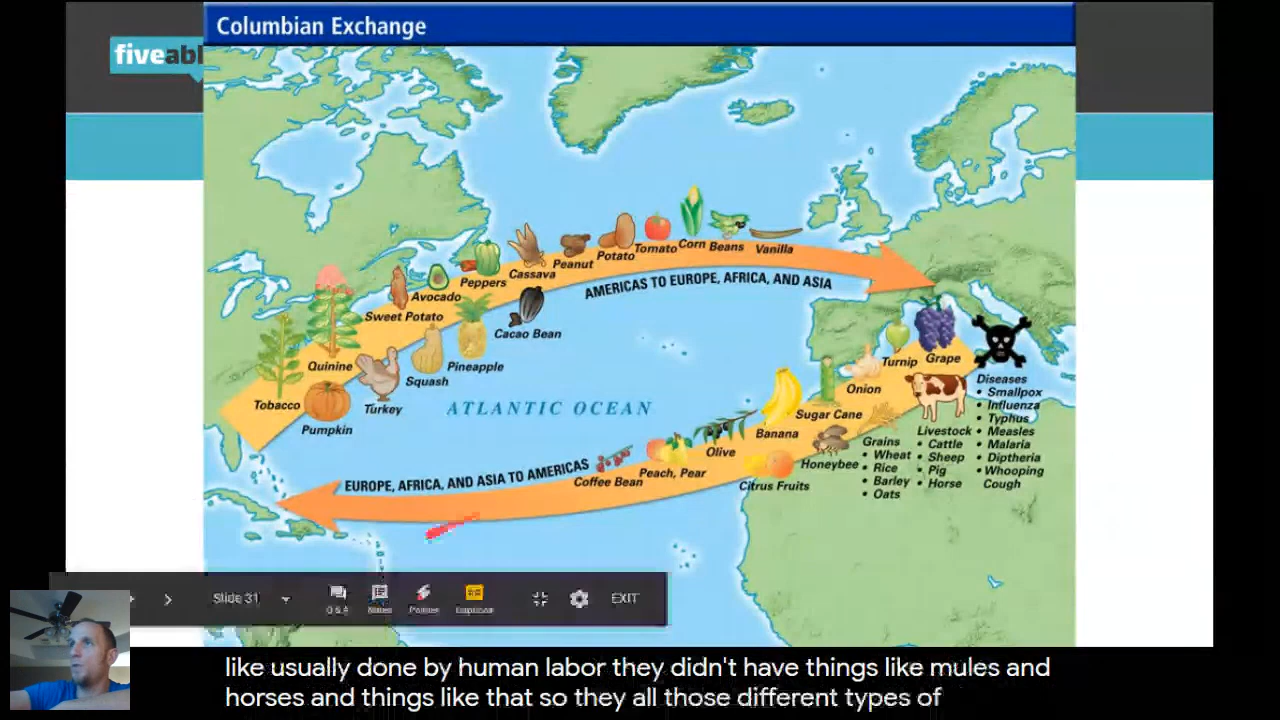 Columbian Exchange
fiveabl
Tomato
Corn
Beans
Vanilla
Potato
Peanut
Cassava
Peppers
Avocado
Sweet Potato
AMERICAS TO EUROPE, AFRICA, AND ASIA
Cacao Bean
Quinine
Pineapple
Squash
Tobacco
Turkey
Pumpkin
ATLANTIC OCEAN
Turnip
Grape
Onion
Sugar Cane
Banana
Olive
Honeybee
Peach, Pear
Coffee Bean
Citrus Fruits
EUROPE, AFRICA, AND ASIA TO AMERICAS
Grains
• Wheat
• Rice
• Barley
• Oats
Livestock
• Cattle
• Sheep
• Pig
• Horse
Diseases
• Smallpox
• Influenza
• Typhus
• Measles
• Malaria
• Diptheria
• Whooping
Cough
Slide 31
Q & A
Notes
Pointer
Captions
EXIT
like usually done by human labor they didn't have things like mules and
horses and things like that so they all those different types of